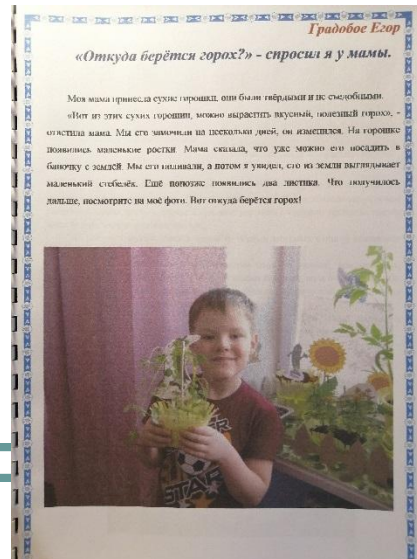 Градобое Егор
«Откуда берётся горох?» - спросил я у мамы.
Моя мама принесла сухие горошки, они были твёрдыми и не съедобными.
«Вот из этих сухих горошин, можно вырастить вкусный, полезный горох», -
ответила мама. Мы его замочили на несколько дней, он изменился. На горошке
появились маленькие ростки. Мама сказала, что уже можно его посадить в
баночку с землёй. Мы его поливали, а потом я увидел, что из земли выглядывает
маленький стебелёк. Ещё попозже появились два листика. Что получилось
дальше, посмотрите на моё фото. Вот откуда берётся горох!
STAR